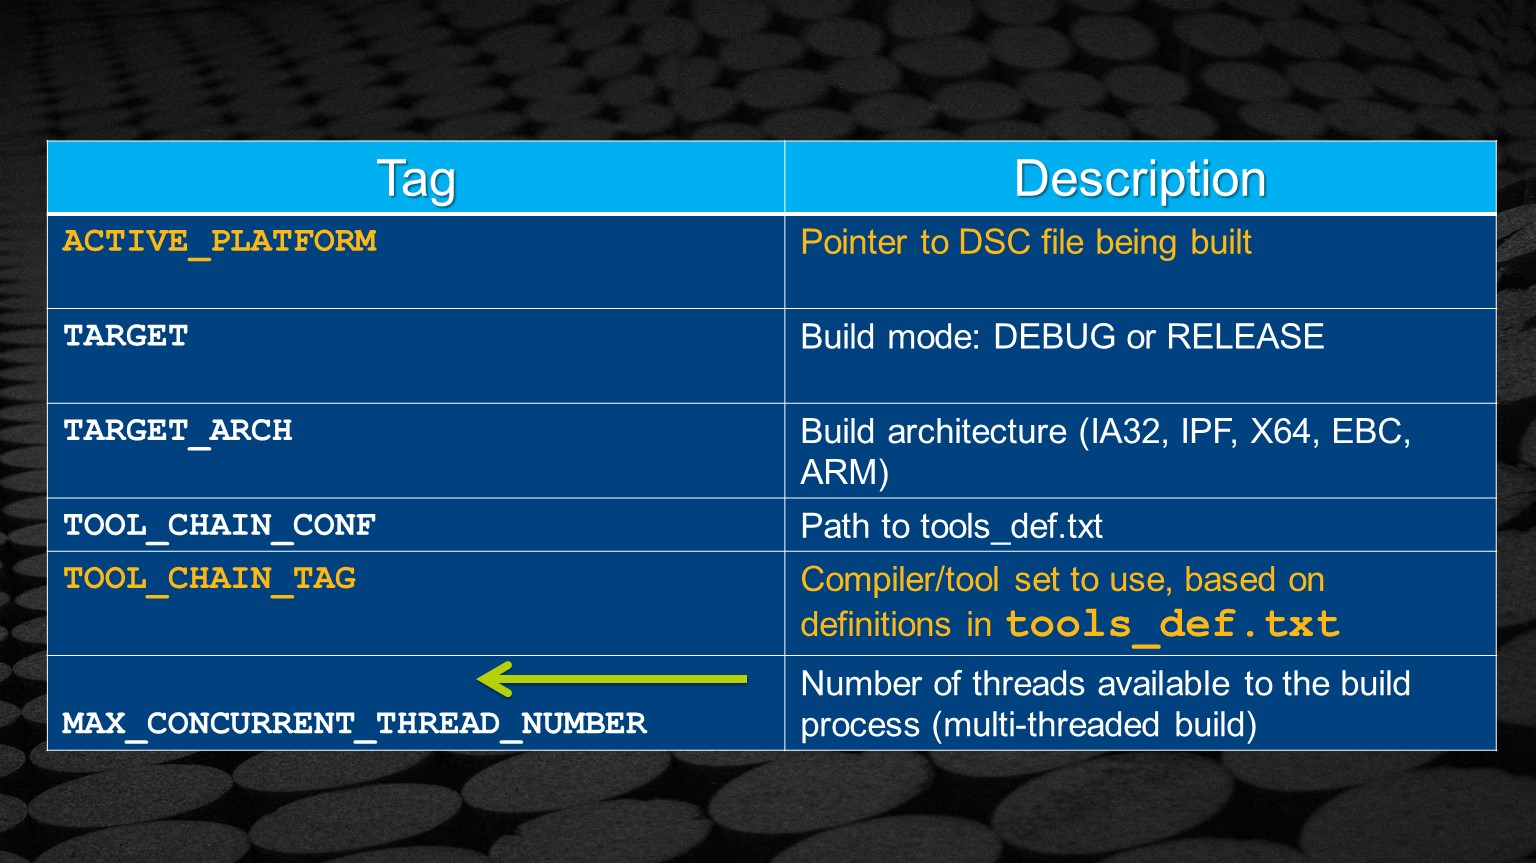 Tag
Description
ACTIVE_PLATFORM
Pointer to DSC file being built
TARGET
Build mode: DEBUG or RELEASE
TARGET_ARCH
Build architecture (IA32, IPF, X64, EBC,
ARM)
TOOL_CHAIN_CONF
Path to tools_def.txt
TOOL_CHAIN_TAG
Compiler/tool set to use, based on
definitions in tools_def.txt
MAX_CONCURRENT_THREAD_NUMBER
Number of threads available to the build
process (multi-threaded build)